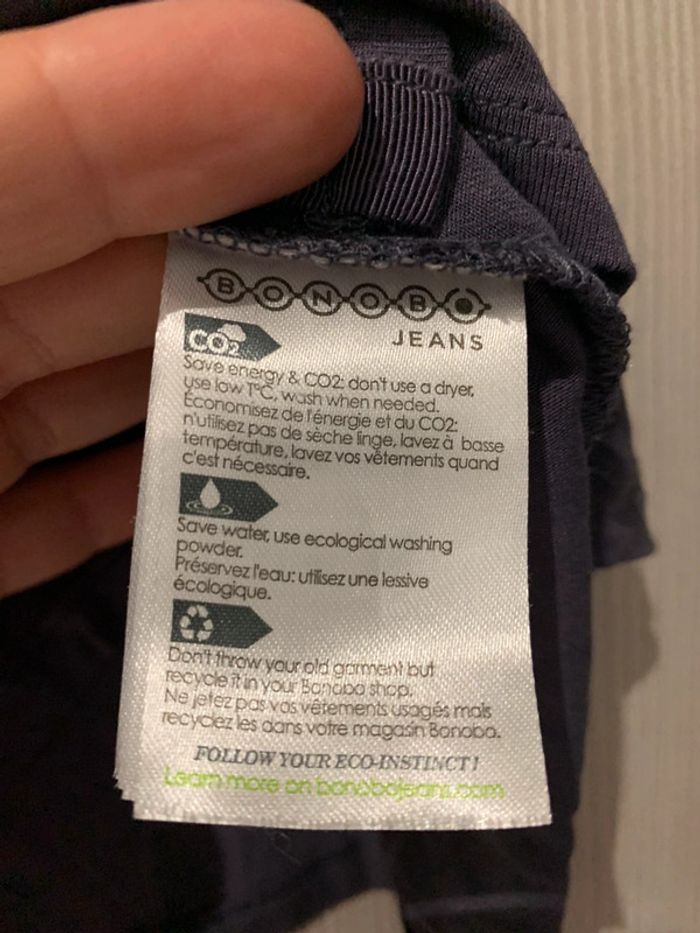 BONOBO
JEANS
CO2
Save energy & CO2: don't use a dryer,
use low T°C, wash when needed.
Économisez de l'énergie et du CO2:
n'utilisez pas de sèche linge, lavez à basse
température, lavez vos vêtements quand
c'est nécessaire.
Save water, use ecological washing
powder.
Préservez l'eau: utilisez une lessive
écologique.
Don't throw your old garment but
recycle it in your Bonobo shop.
Ne jetez pas vos vêtements usagés mais
recyclez les dans votre magasin Bonobo.
FOLLOW YOUR ECO-INSTINCT!
Learn more on bonobojeans.com